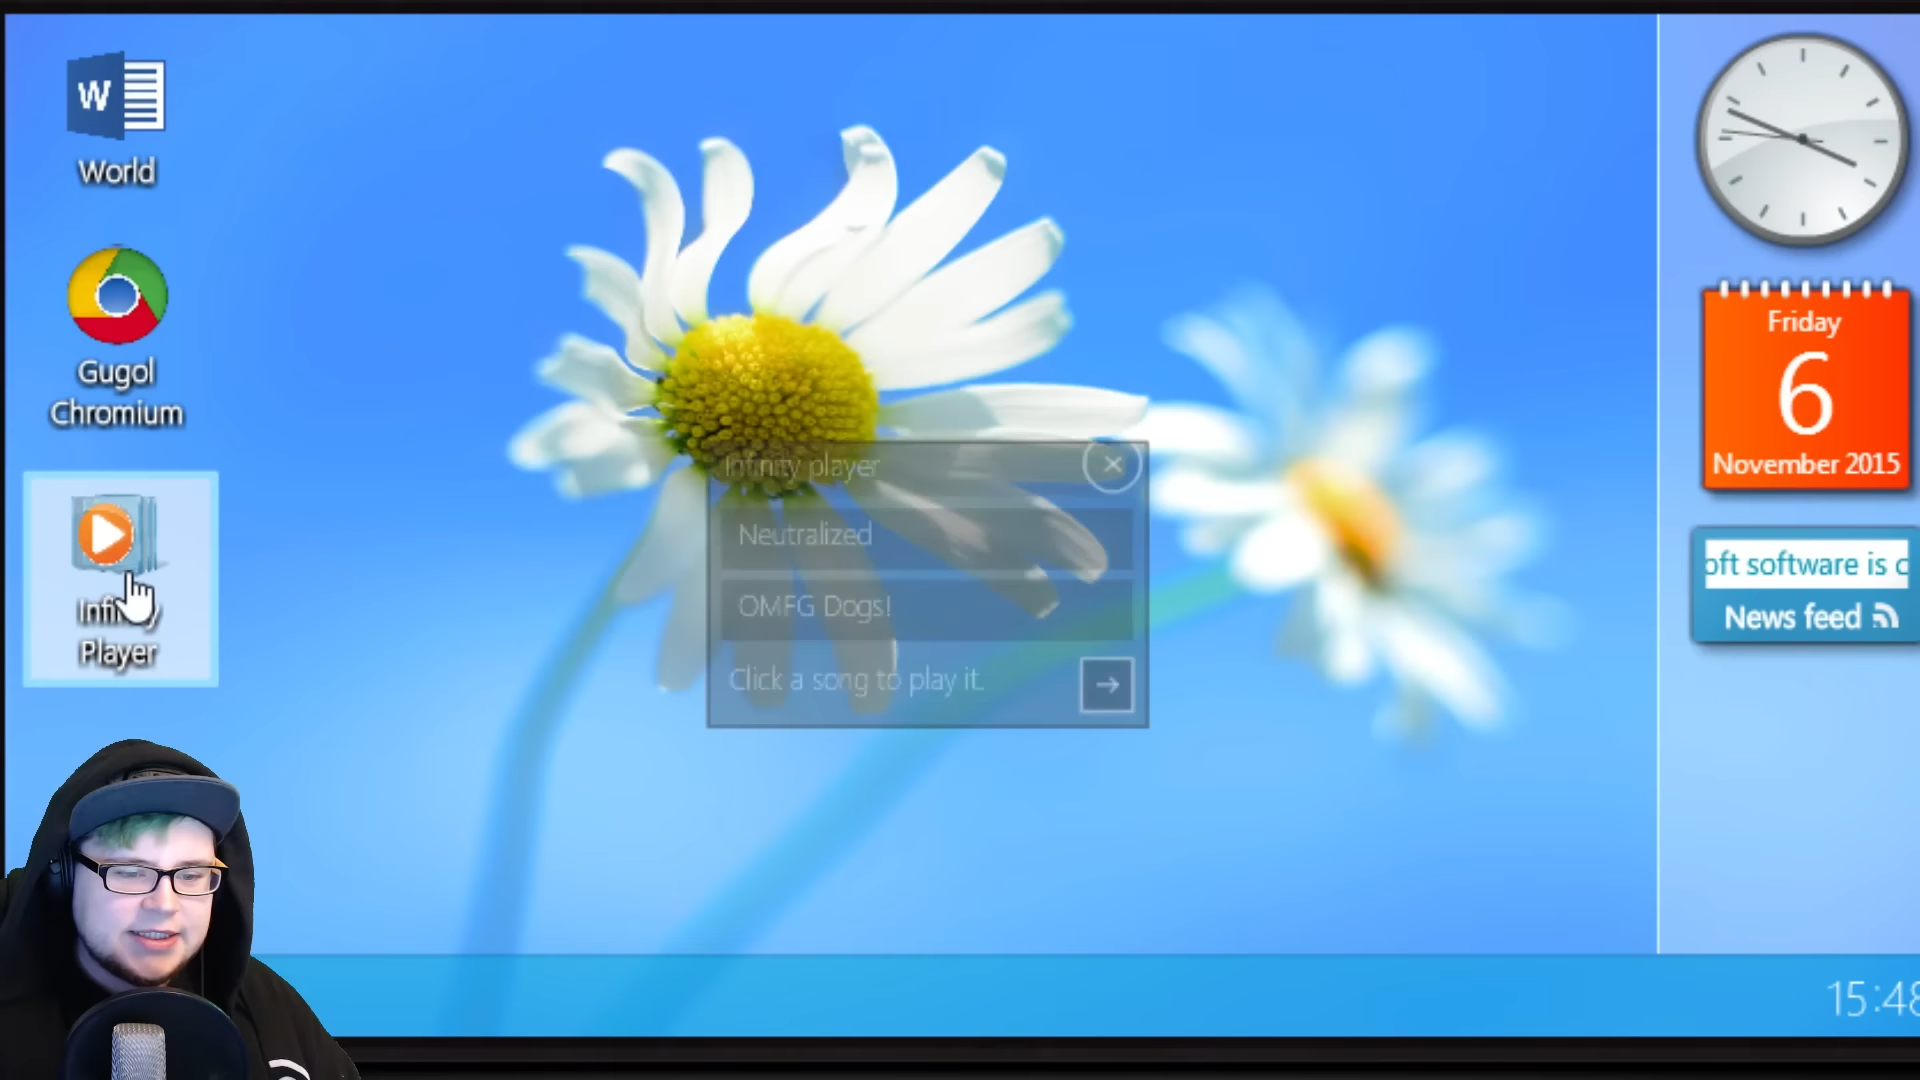 W
World
Gugol
Chromium
Infinity
Player
Infinity player
Neutralized
OMFG Dogs!
Click a song to play it.
Friday
6
November 2015
oft software is c
News feed
15:48